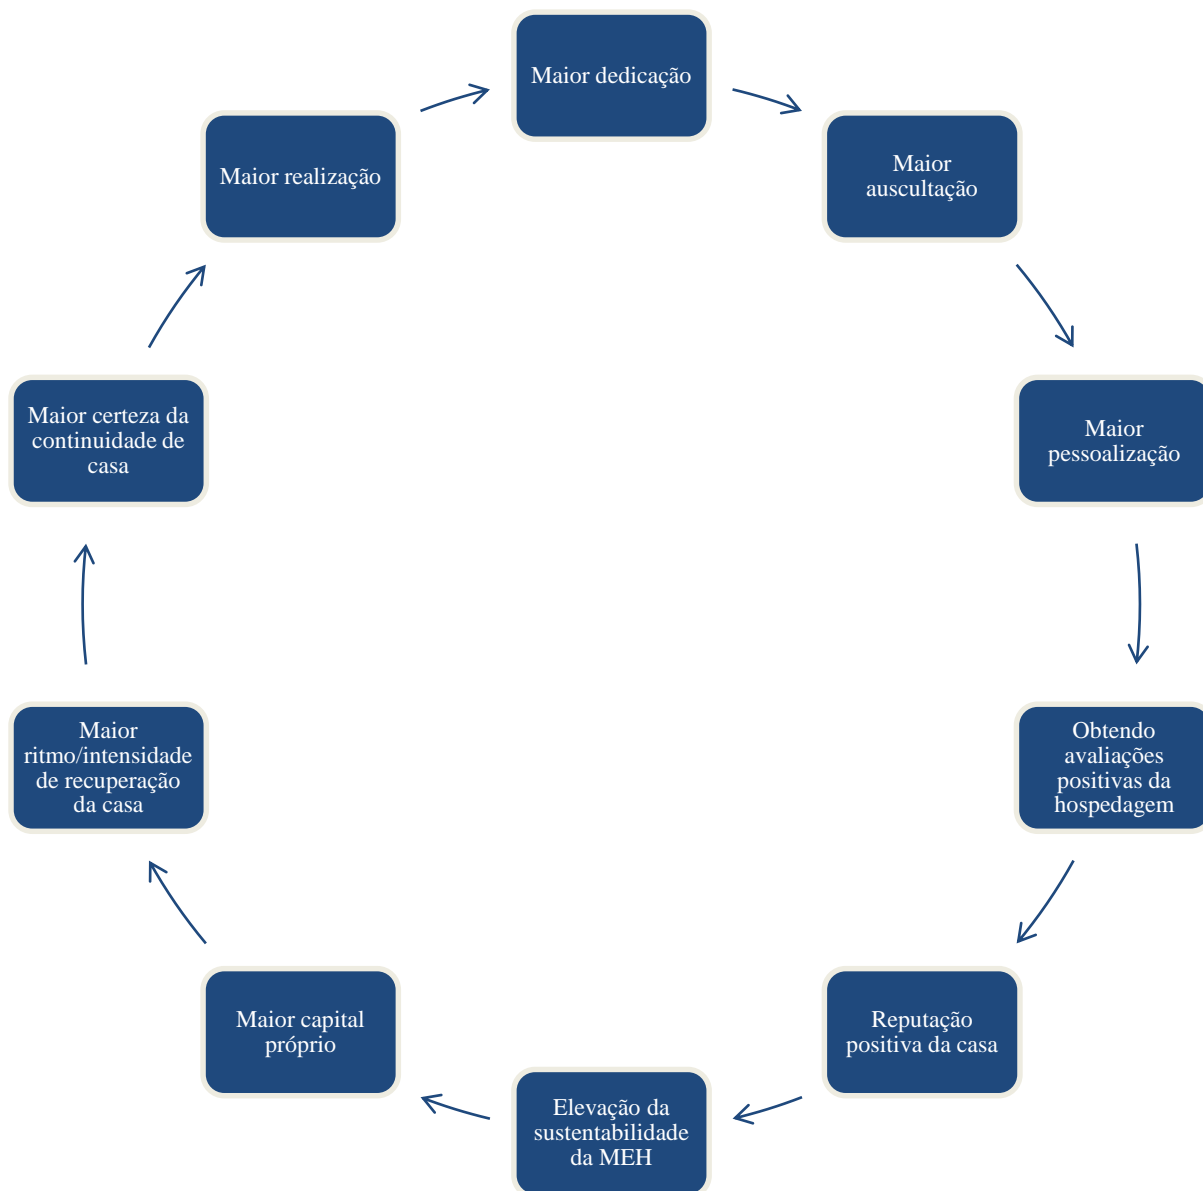 Maior dedicação
Maior
auscultação
Maior
pessoalização
Obtendo
avaliações
positivas da
hospedagem
Reputação
positiva da casa
Elevação da
sustentabilidade
da MEH
Maior capital
próprio
Maior
ritmo/intensidade
de recuperação
da casa
Maior certeza da
continuidade de
casa
Maior realização